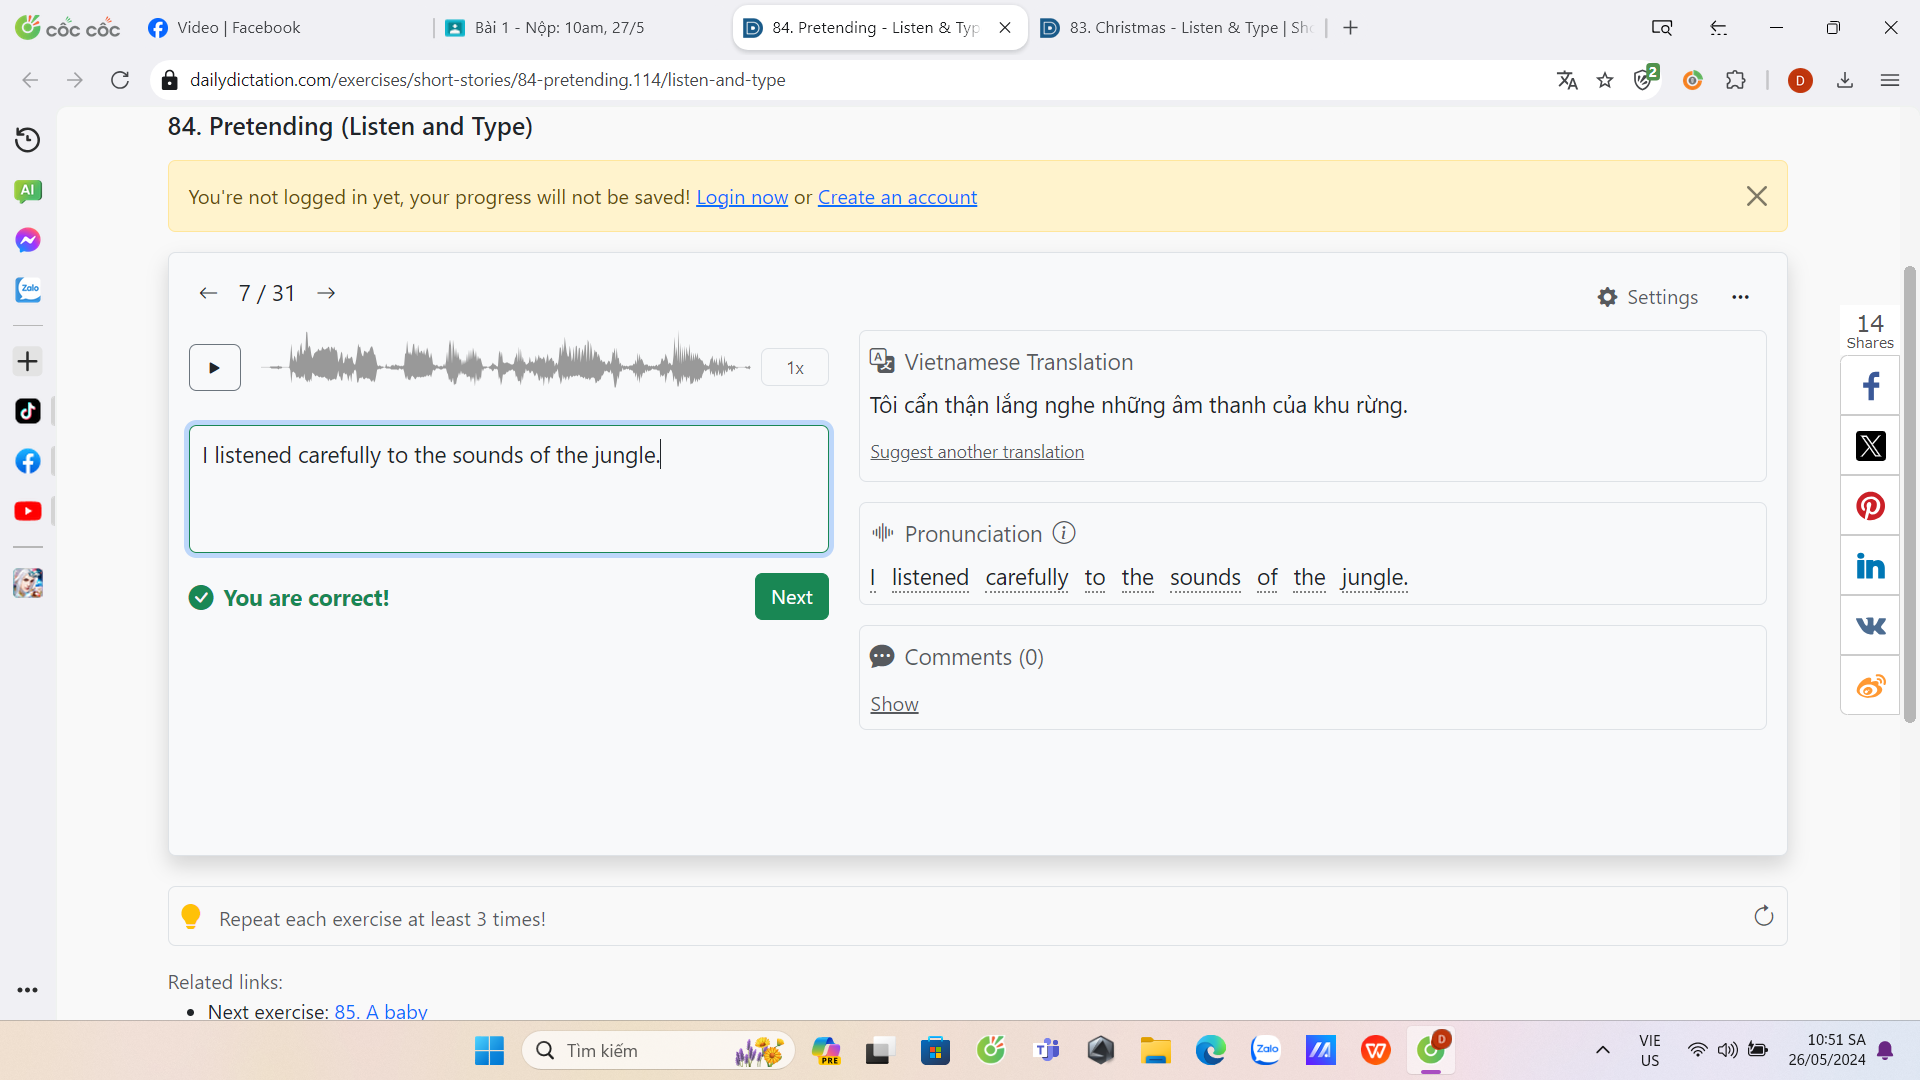 cốc cốc
Video | Facebook
Bài 1 - Nộp: 10am, 27/5
84. Pretending - Listen & Typ
83. Christmas - Listen & Type | Sho
dailydictation.com/exercises/short-stories/84-pretending.114/listen-and-type
2
D
84. Pretending (Listen and Type)
AI
You're not logged in yet, your progress will not be saved! Login now or Create an account
Zalo
7 / 31
Settings
14
Shares
1x
Vietnamese Translation
Tôi cẩn thận lắng nghe những âm thanh của khu rừng.
Suggest another translation
I listened carefully to the sounds of the jungle.
Pronunciation
I listened carefully to the sounds of the jungle.
You are correct!
Next
Comments (0)
Show
Repeat each exercise at least 3 times!
Related links:
Next exercise: 85. A baby
Tìm kiếm
PRE
Zalo
D
VIE
US
10:51 SA
26/05/2024